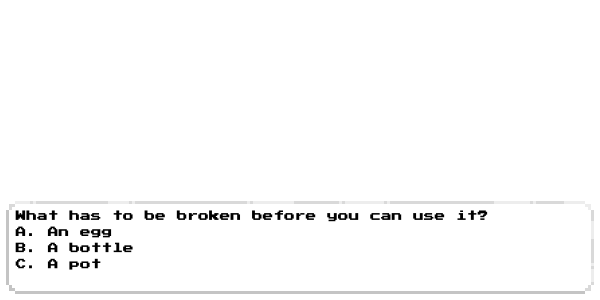 What has to be broken before you can use it?
A. An egg
B. A bottle
C. A pot